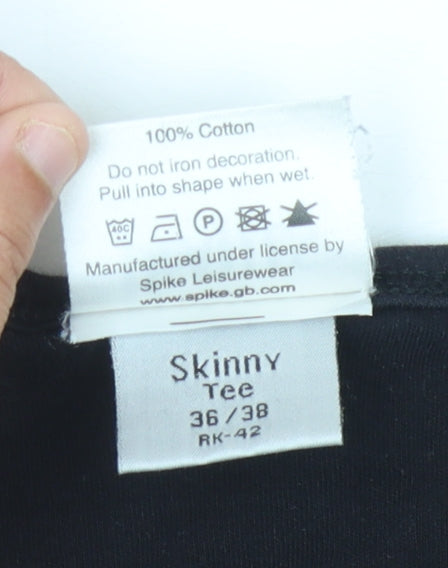 100% Cotton
Do not iron decoration.
Pull into shape when wet.
40C P
Manufactured under license by
Spike Leisurewear
www.spike.gb.com
Skinny
Tee
36/38
RK-42